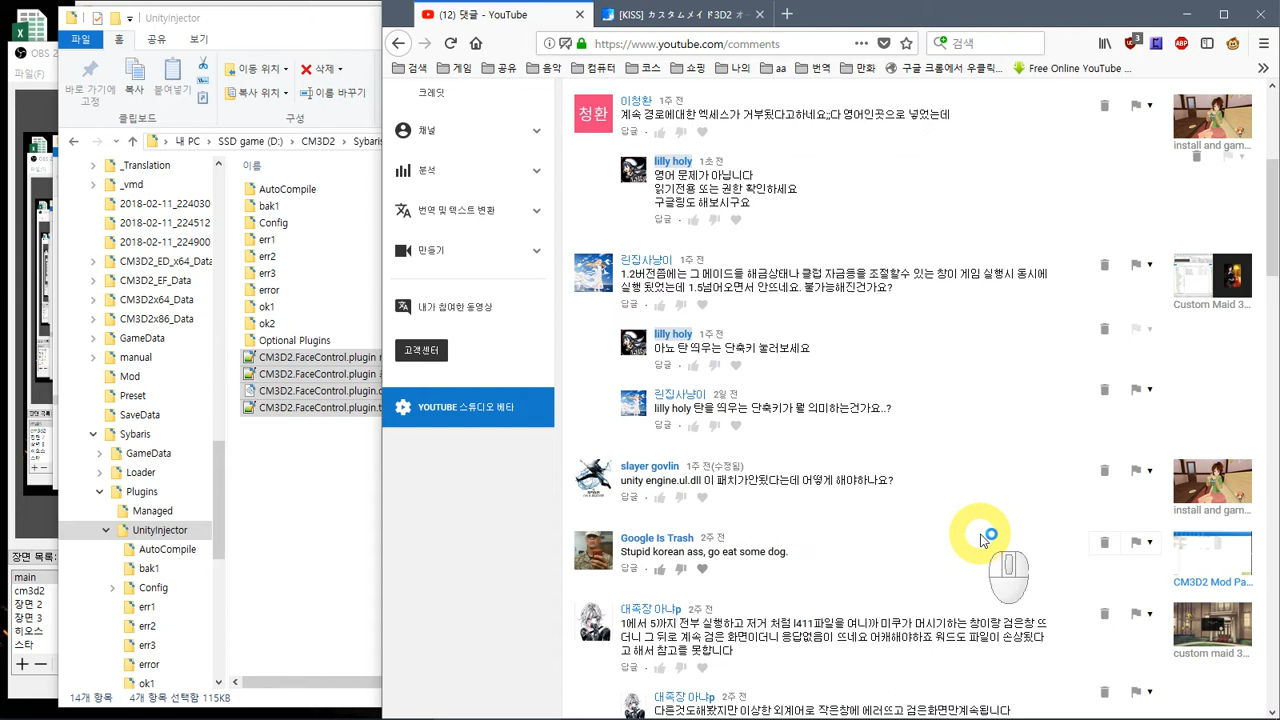 UnityInjector
파일
홈
공유
보기
바로 가기에
고정
복사
붙여넣기
이동 위치
복사 위치
삭제
이름 바꾸기
클립보드
구성
내 PC
SSD game (D:)
CM3D2
Sybaris
_Translation
_vmd
2018-02-11_224030
2018-02-11_224512
2018-02-11_224900
CM3D2_ED_x64_Data
CM3D2_EF_Data
CM3D2x64_Data
CM3D2x86_Data
GameData
manual
Mod
Preset
SaveData
Sybaris
GameData
Loader
Plugins
Managed
UnityInjector
AutoCompile
bak1
Config
err1
err2
err3
error
ok1
이름
AutoCompile
bak1
Config
err1
err2
err3
error
ok1
ok2
Optional Plugins
CM3D2.FaceControl.plugin
CM3D2.FaceControl.plugin
CM3D2.FaceControl.plugin
CM3D2.FaceControl.plugin
14개 항목
4개 항목 선택함 115KB
OBS 2
파일(F)
장면 목록:
main
cm3d2
장면 2
장면 3
히오스
스타
(12) 댓글 - YouTube
[KISS] カスタムメイド3D2
https://www.youtube.com/comments
검색
검색
게인
공유
음악
컴퓨터
코스
쇼핑
나의
aa
번역
만화
구글 크롬에서 우클릭...
Free Online YouTube ...
크레딧
채널
분석
번역 및 텍스트 변환
만들기
내가 참여한 동영상
고객센터
YOUTUBE 스튜디오 베타
청환
이청환 1주 전
계속 경로에대한 엑세스가 거부됬다고하네요;;다 영어인곳으로 넣었는데
답글
install and gam...
lilly holy 1초 전
영어 문제가 아닙니다
읽기전용 또는 권한 확인하세요
구글링도 해보시구요
답글
린집사냥이 1주 전
1.2버전쯤에는 그 메이드를 해금상태나 클럽 자금등을 조절할수 있는 창이 게임 실행시 동시에
실행 됬었는데 1.5넘어오면서 안뜨네요. 불가능해진건가요?
답글
Custom Maid 3...
lilly holy 1주 전
아뇨 탄 띄우는 단축키 눌러보세요
답글
린집사냥이 2일 전
lilly holy 탄을 띄우는 단축키가 뭘 의미하는건가요..?
답글
slayer govlin 1주 전(수정됨)
unity engine.ul.dll 이 패치가안됬다는데 어떻게 해야하나요?
답글
install and gam...
Google Is Trash 2주 전
Stupid korean ass, go eat some dog.
답글
CM3D2 Mod Pa...
대족장 아냐p 2주 전
1에서 5까지 전부 실행하고 저거 처럼 l411파일을 여니까 미쿠가 머시기하는 창이랑 검은창 뜨
더니 그 뒤로 계속 검은 화면이더니 응답없음이 뜨네요 어캐해야하죠 워드도 파일이 손상됬다
고 해서 참고를 못합니다
답글
custom maid 3...
대족장 아냐p 2주 전
다른것도해봤지만 이상한 외계어로 작은창에 에러뜨고 검은화면만계속됩니다